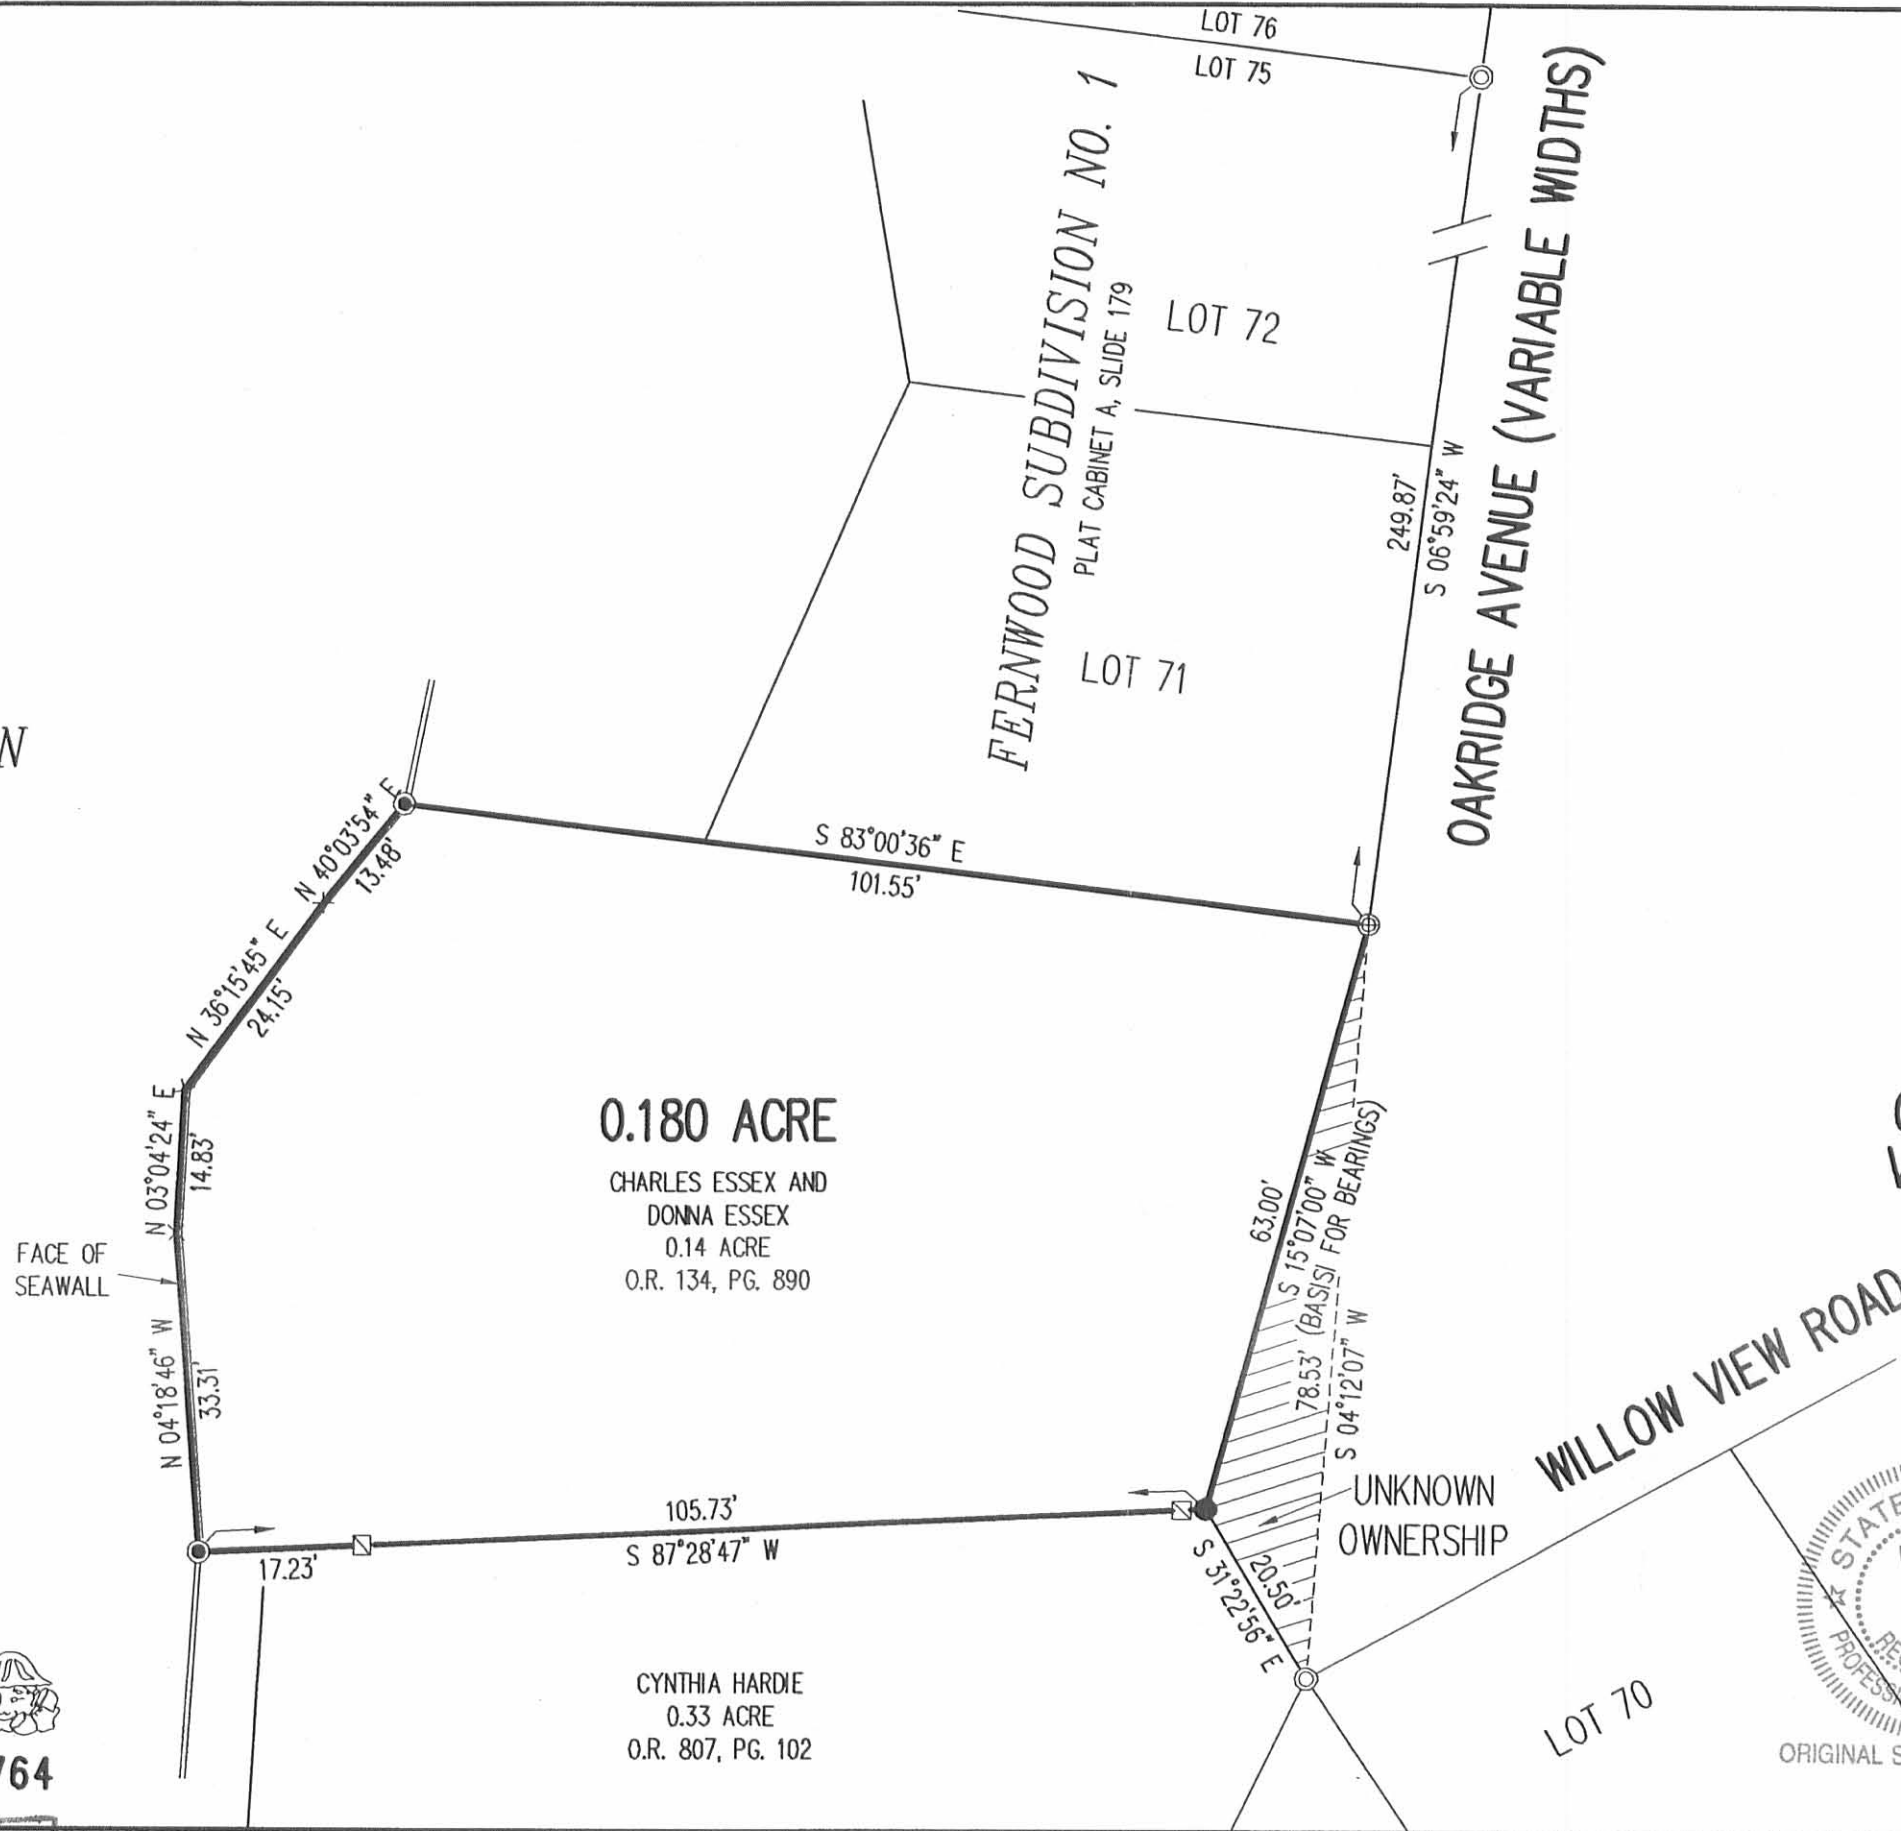 LOT 76
LOT 75
OAKRIDGE AVENUE (VARIABLE WIDTHS)
FERNWOOD SUBDIVISION NO. 1
PLAT CABINET A, SLIDE 179
LOT 72
249.87'
S 06°59'24" W
LOT 71
N
N 40°03'54" E
13.48'
S 83°00'36" E
101.55'
N 36°15'45" E
24.15'
N 03°04'24" E
14.83'
0.180 ACRE
CHARLES ESSEX AND
DONNA ESSEX
0.14 ACRE
O.R. 134, PG. 890
63.00'
S 15°07'00" W
78.53' (BASISI FOR BEARINGS)
S 04°12'07" W
FACE OF
SEAWALL
N 04°18'46" W
33.31'
WILLOW VIEW ROAD
UNKNOWN
OWNERSHIP
105.73'
S 87°28'47" W
17.23'
20.50'
S 31°22'56" E
CYNTHIA HARDIE
0.33 ACRE
O.R. 807, PG. 102
LOT 70
STATE
ORIGINAL
764